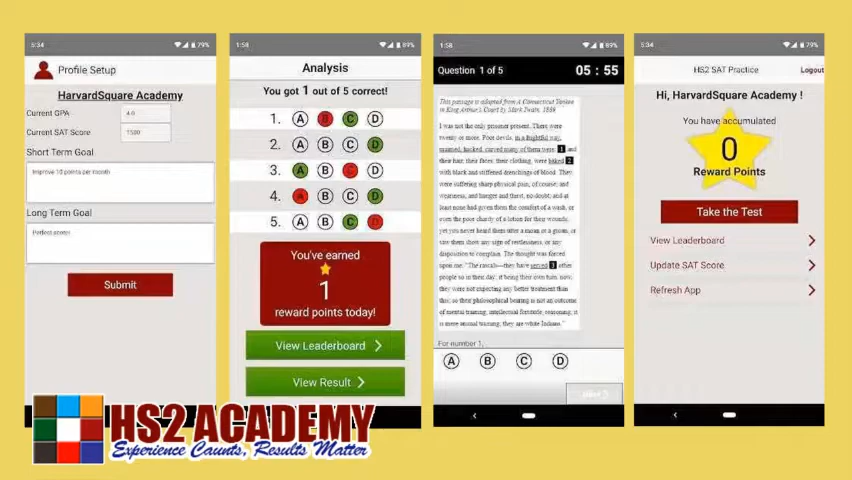 5:34
79%
Profile Setup
HarvardSquare Academy
Current GPA
4.0
Current SAT Score
1500
Short Term Goal
Improve 10 points per month
Long Term Goal
Perfect score
Submit
1:58
89%
Analysis
You got 1 out of 5 correct!
1. A B C D
2. A B C D
3. A B C D
4. A B C D
5. A B C D
You've earned
1
reward points today!
View Leaderboard
View Result
1:58
86%
Question 1 of 5
05 : 55
This passage is adapted from A Connecticut Yankee
in King Arthur's Court by Mark Twain, 1889
I was not the only prisoner present. There were
twenty or more. Poor devils, in a frightful way,
maimed, hacked, carved many of them were, 1 and
their hair, their faces, their clothing, were baked 2
with black and stiffened drenchings of blood. They
were suffering sharp physical pain, of course; and
weariness, and hunger and thirst, no doubt; and at
least none had given them the comfort of a wash, or
even the poor charity of a lotion for their wounds;
yet you never heard them utter a moan or a groan, or
saw them show any sign of restlessness, or any
disposition to complain. The thought was forced
upon me: "The rascals—they have served 3 other
people so in their day; it being their own turn, now,
they were not expecting any better treatment than
this; so their philosophical bearing is not an outcome
of mental training, intellectual fortitude, reasoning; it
is mere animal training; they are white Indians."
For number 1,
A B C D
5:34
79%
HS2 SAT Practice
Logout
Hi, HarvardSquare Academy !
You have accumulated
0
Reward Points
Take the Test
View Leaderboard
Update SAT Score
Refresh App
HS2 ACADEMY
Experience Counts, Results Matter